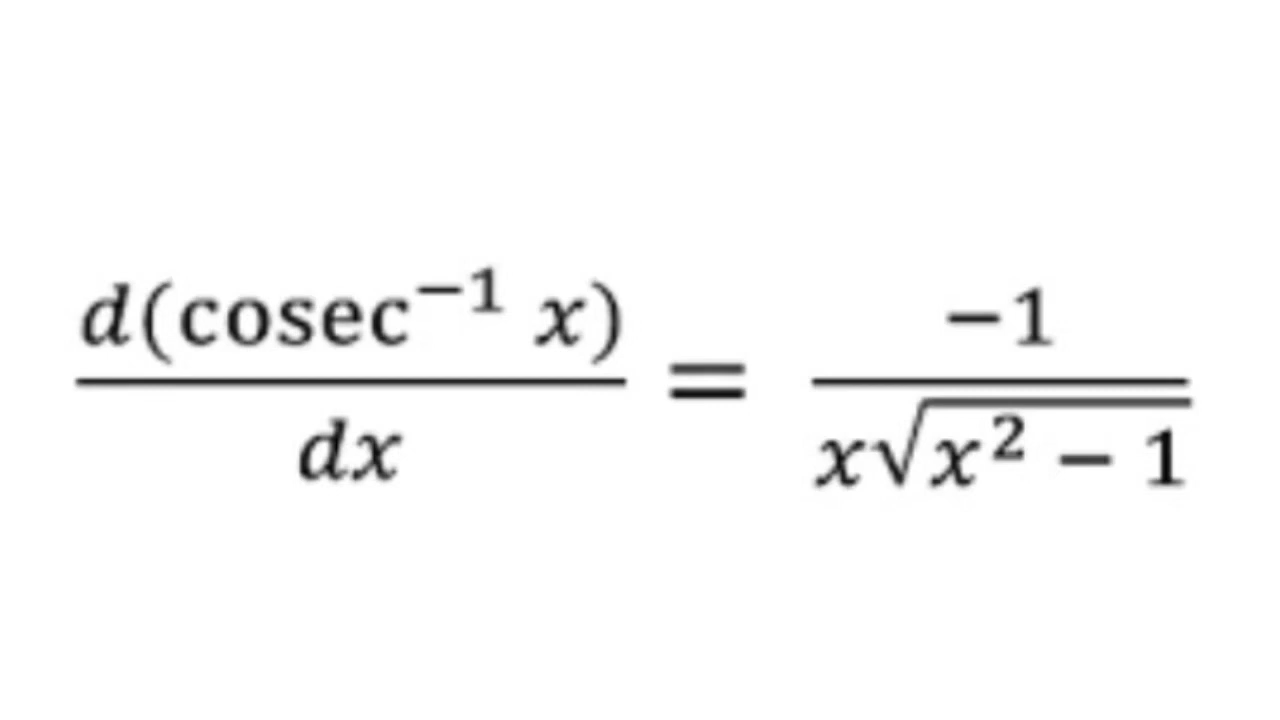 d(cosec⁻¹ x)/dx = -1/(x√(x² − 1))